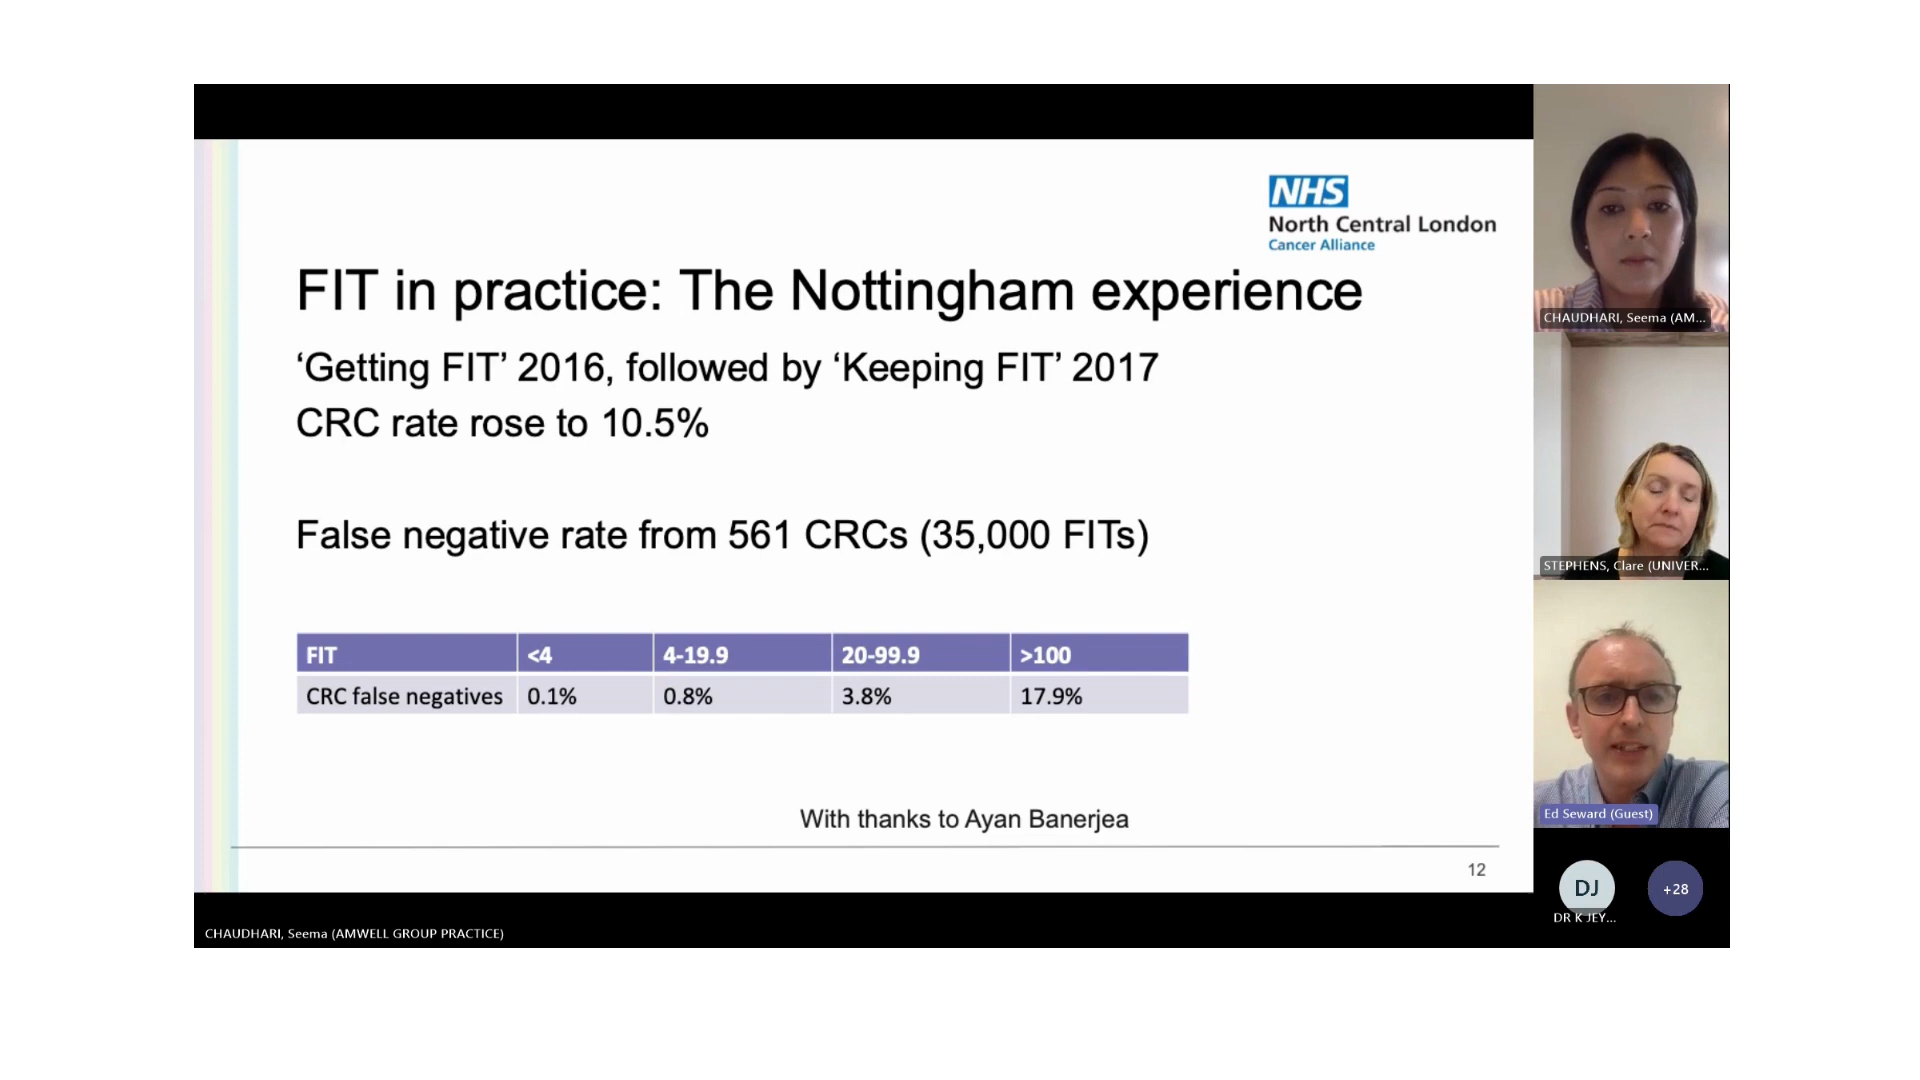 NHS
North Central London
Cancer Alliance
FIT in practice: The Nottingham experience
‘Getting FIT’ 2016, followed by ‘Keeping FIT’ 2017
CRC rate rose to 10.5%
False negative rate from 561 CRCs (35,000 FITs)
FIT <4 4-19.9 20-99.9 >100
CRC false negatives 0.1% 0.8% 3.8% 17.9%
With thanks to Ayan Banerjea
12
CHAUDHARI, Seema (AMWELL GROUP PRACTICE)
CHAUDHARI, Seema (AM...
STEPHENS, Clare (UNIVER...
Ed Seward (Guest)
DJ
+28
DR K JEY...